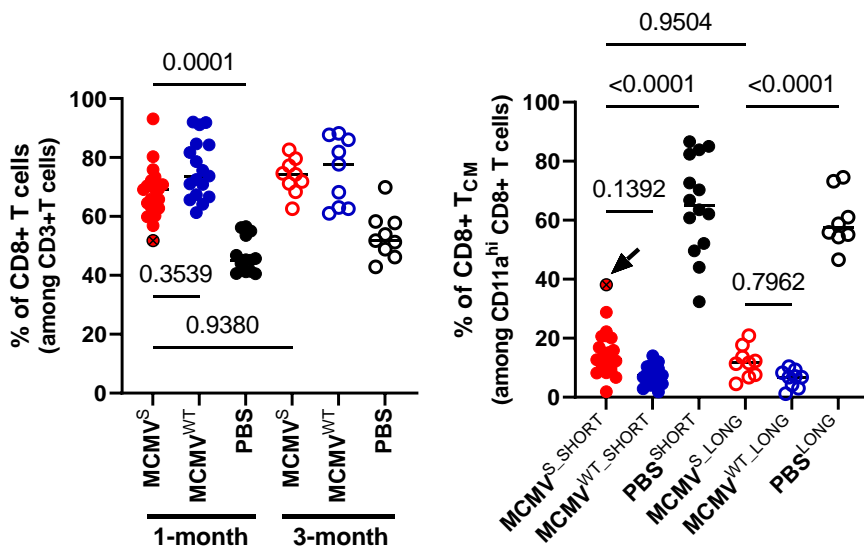 % of CD8+ T cells
(among CD3+T cells)
100
80
60
40
20
0
0.0001
0.3539
0.9380
MCMV^S
MCMV^WT
PBS
MCMV^S
MCMV^WT
PBS
1-month
3-month
% of CD8+ T_CM
(among CD11a^hi CD8+ T cells)
100
80
60
40
20
0
0.9504
<0.0001
<0.0001
0.1392
0.7962
MCMV^S_SHORT
MCMV^WT_SHORT
PBS^SHORT
MCMV^S_LONG
MCMV^WT_LONG
PBS^LONG